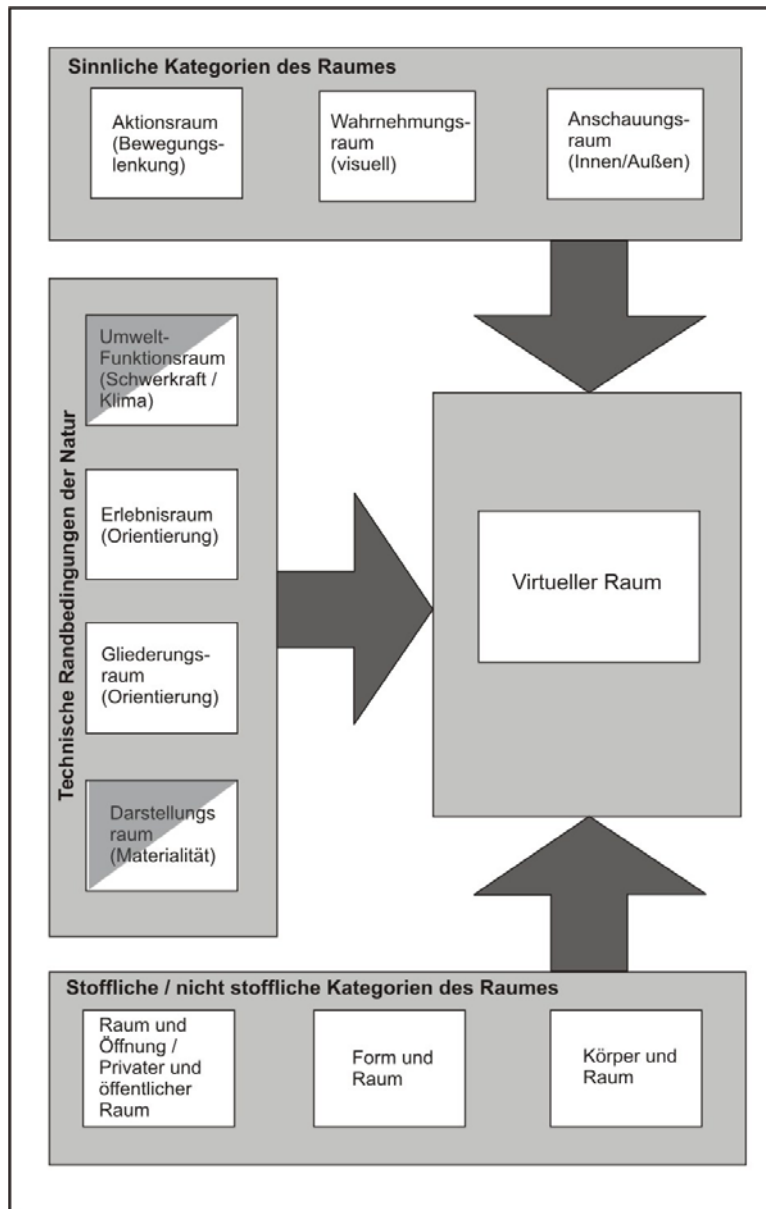 Sinnliche Kategorien des Raumes
Aktionsraum
(Bewegungs-
lenkung)
Wahrnehmungs-
raum
(visuell)
Anschauungs-
raum
(Innen/Außen)
Technische Randbedingungen der Natur
Umwelt-
Funktionsraum
(Schwerkraft /
Klima)
Erlebnisraum
(Orientierung)
Gliederungs-
raum
(Orientierung)
Darstellungs
raum
(Materialität)
Virtueller Raum
Stoffliche / nicht stoffliche Kategorien des Raumes
Raum und
Öffnung /
Privater und
öffentlicher
Raum
Form und
Raum
Körper und
Raum